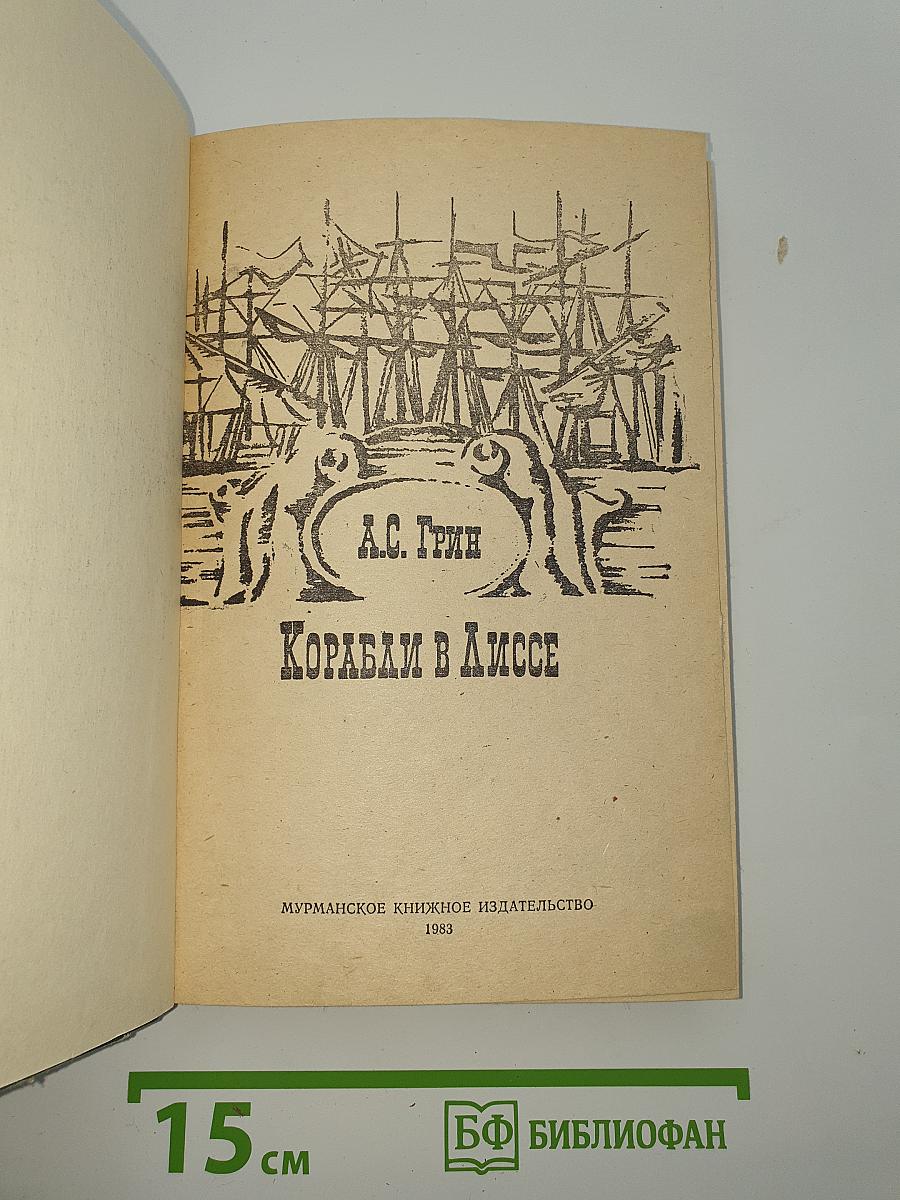 А.С. Грин
Корабли в Лиссе
МУРМАНСКОЕ КНИЖНОЕ ИЗДАТЕЛЬСТВО
1983
15 см
БФ БИБЛИОФАН